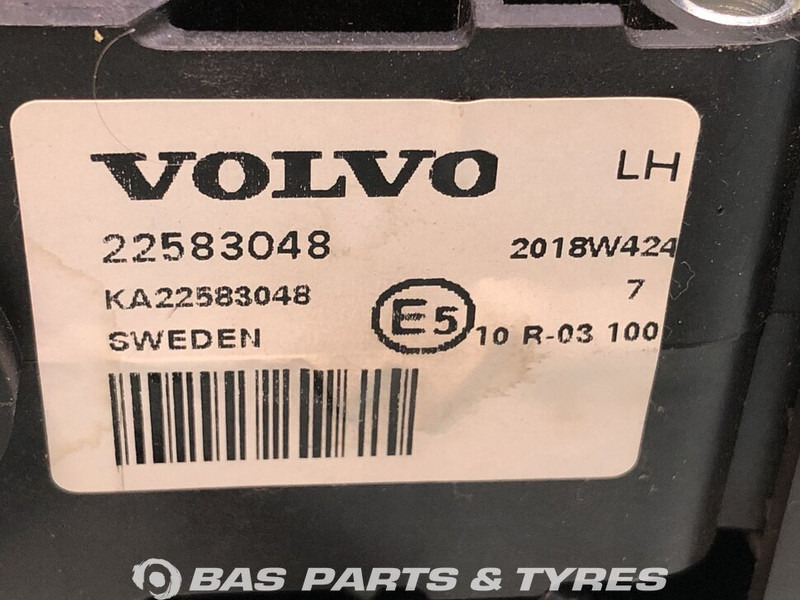 VOLVO LH
22583048 2018W424
KA22583048 7
SWEDEN E5 10 R-03 100
BAS PARTS & TYRES